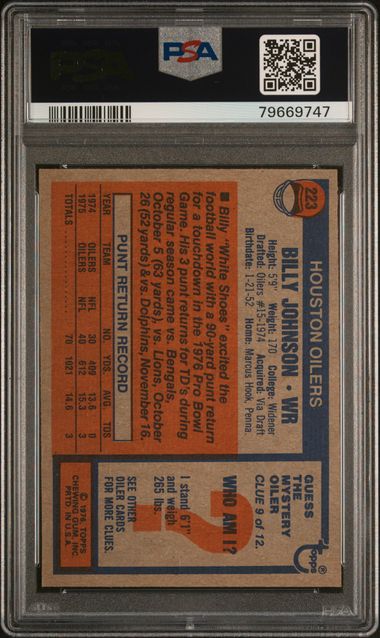 PSA
PSA
79669747
223
HOUSTON OILERS
BILLY JOHNSON • WR
Height: 5'9" Weight: 170 College: Widener
Drafted: Oilers #15-1974 Acquired: Via Draft
Birthdate: 1-21-52 Home: Marcus Hook, Penna
■ Billy "White Shoes" excited the
football world with a 90-yard punt return
for a touchdown in the 1976 Pro Bowl
Game. His 3 punt returns for TD's during
regular season came vs. Bengals,
October 5 (63 yards), vs. Lions, October
26 (52 yards) & vs. Dolphins, November 16.
PUNT RETURN RECORD
YEAR TEAM NO. YDS. AVG. TDS
1974 OILERS NFL 30 409 13.6 0
1975 OILERS NFL 40 612 15.3 3
TOTALS 70 1021 14.6 3
Topps®
GUESS
THE
MYSTERY
OILER
CLUE 9 of 12.
?
WHO AM I?
I stand 6'1"
and weigh
265 lbs.
SEE OTHER
OILER CARDS
FOR MORE CLUES.
© 1976 TOPPS
CHEWING GUM, INC.
PRTD. IN U.S.A.